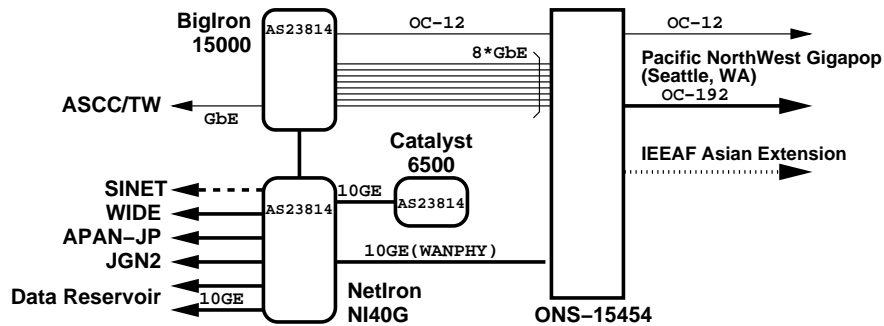 BigIron
15000
AS23814
OC-12
OC-12
8*GbE
Pacific NorthWest Gigapop
(Seattle, WA)
OC-192
ASCC/TW
GbE
Catalyst
6500
IEEAF Asian Extension
SINET
10GE
AS23814
AS23814
WIDE
APAN-JP
JGN2
10GE(WANPHY)
Data Reservoir
10GE
NetIron
NI40G
ONS-15454